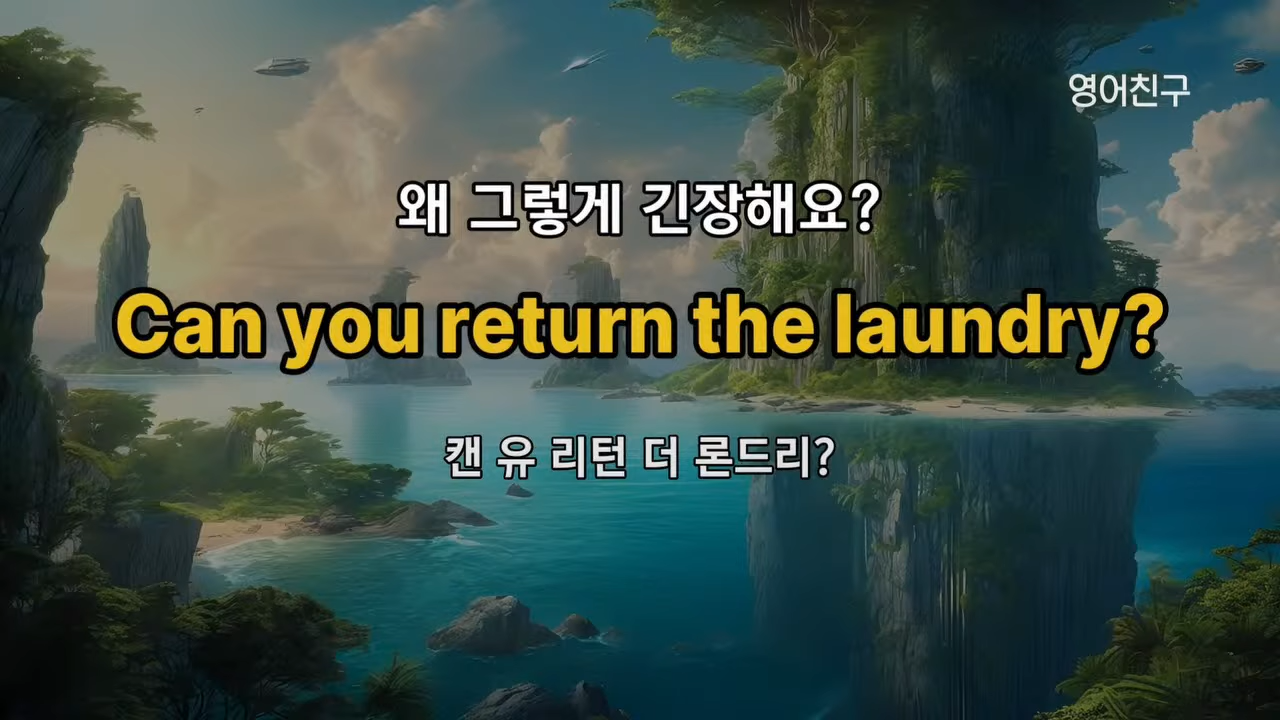 영어친구
왜 그렇게 긴장해요?
Can you return the laundry?
캔 유 리턴 더 론드리?